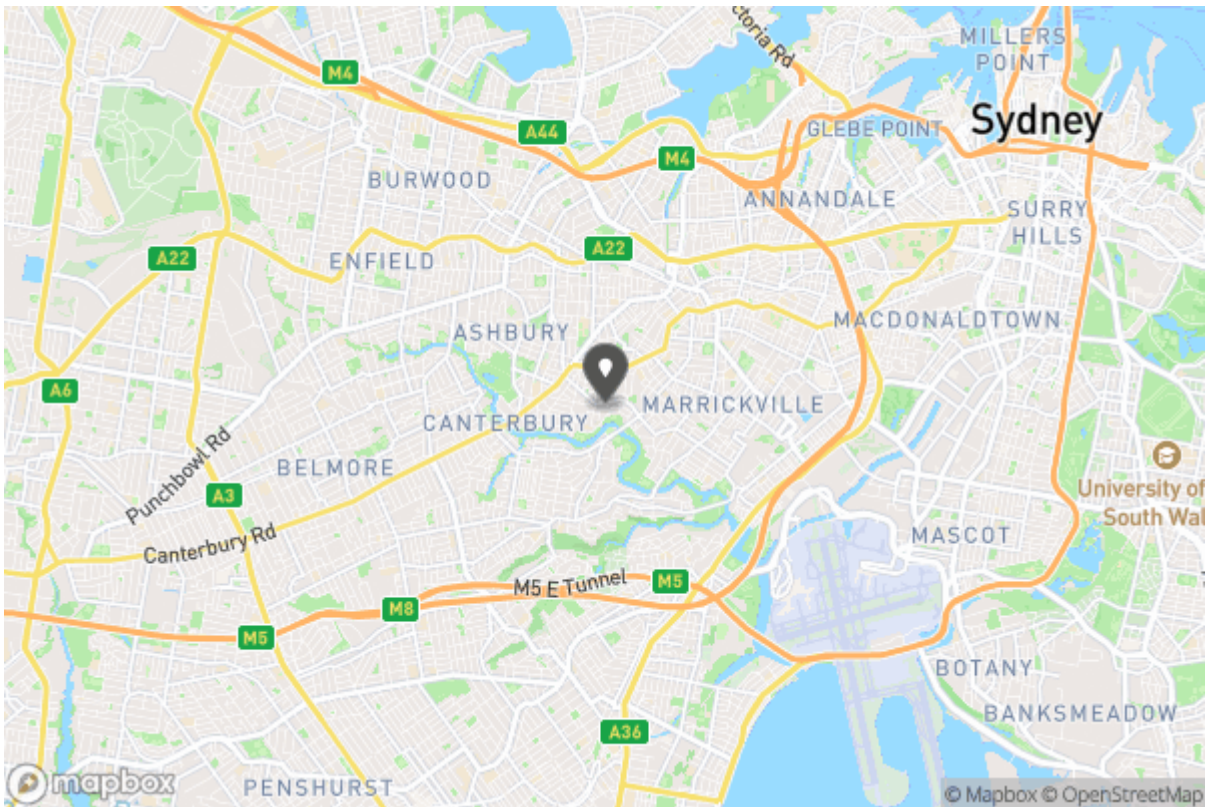 ctoria Rd
MILLERS
POINT
M4
A44
GLEBE POINT
Sydney
M4
BURWOOD
ANNANDALE
SURRY
HILLS
A22
A22
ENFIELD
ASHBURY
MACDONALDTOWN
A6
CANTERBURY
MARRICKVILLE
Punchbowl Rd
BELMORE
University of
South Wal
A3
Canterbury Rd
MASCOT
M5 E Tunnel
M5
M8
M5
BOTANY
BANKSMEADOW
A36
PENSHURST
mapbox
© Mapbox © OpenStreetMap